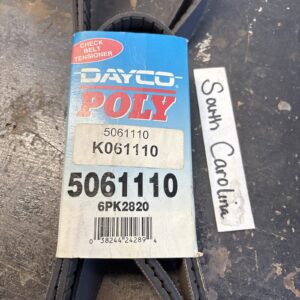 CHECK
BELT
TENSIONER
DAYCO
POLY
5061110
K061110
5061110
6PK2820
0 38244 24289 4
South Carolina